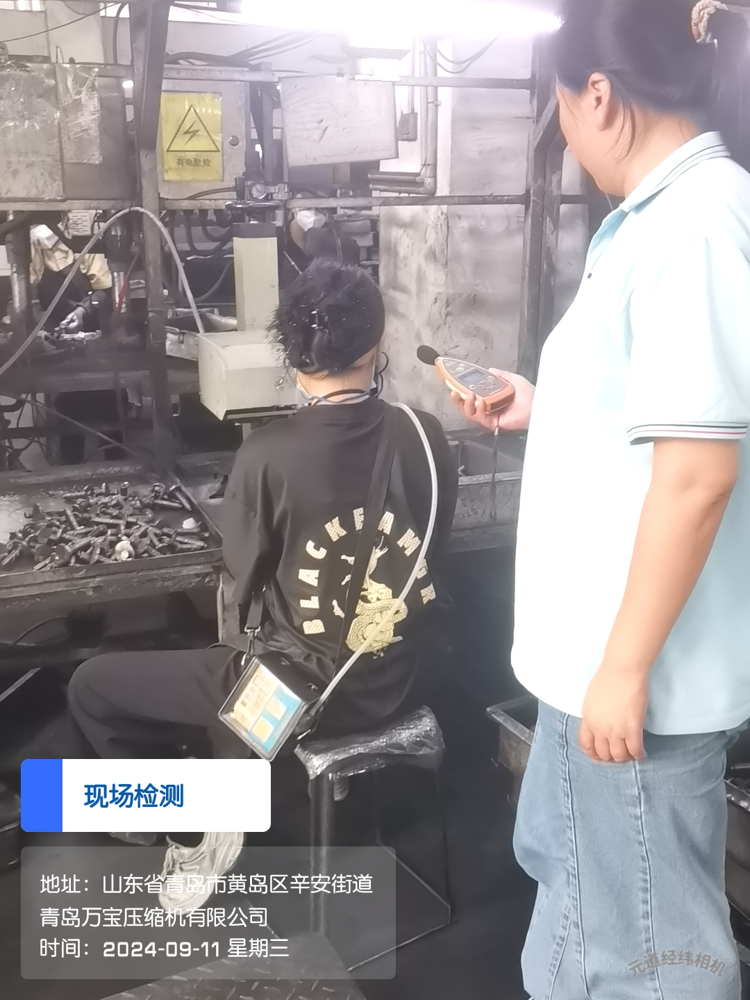 有电危险
BLACKFAM
现场检测
地址：山东省青岛市黄岛区辛安街道
青岛万宝压缩机有限公司
时间：2024-09-11 星期三
元道经纬相机